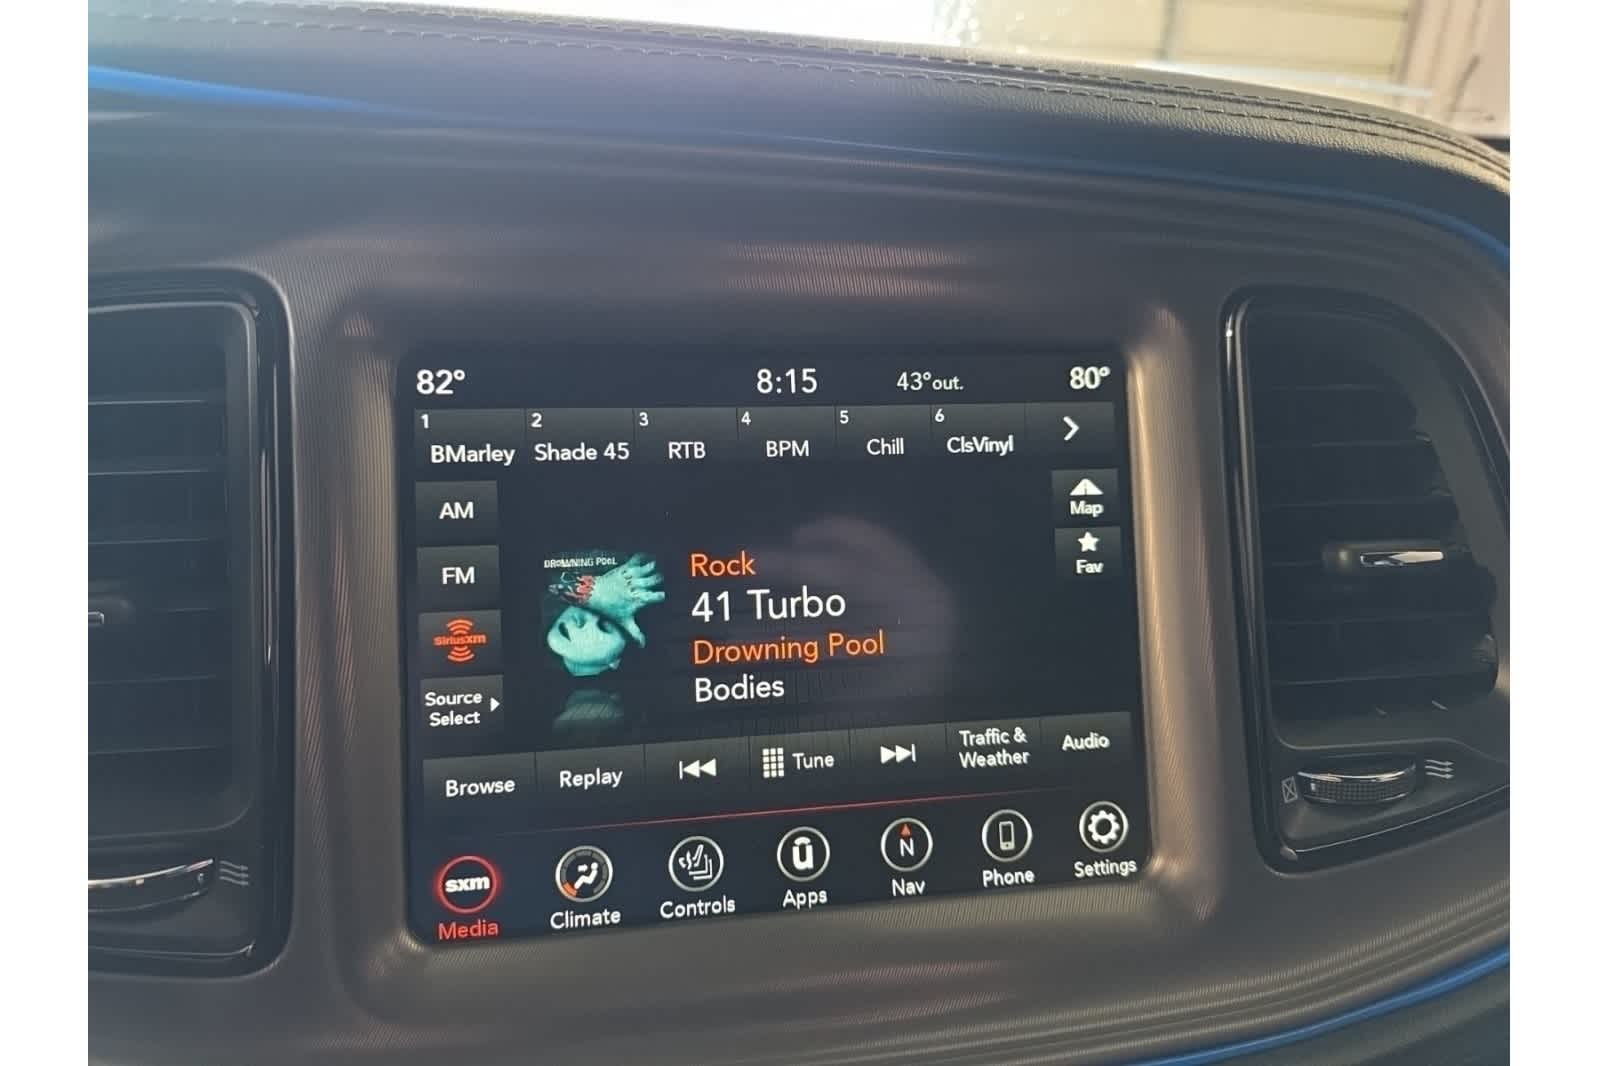 82° 8:15 43°out. 80°
1 2 3 4 5 6
BMarley Shade 45 RTB BPM Chill ClsVinyl
AM
Map
FM
Fav
DROWNING POOL
Rock
41 Turbo
siriusxm
Drowning Pool
Source
Select
Bodies
Browse Replay Tune Traffic &
Weather Audio
sxm
û
N
Media Climate Controls Apps Nav Phone Settings